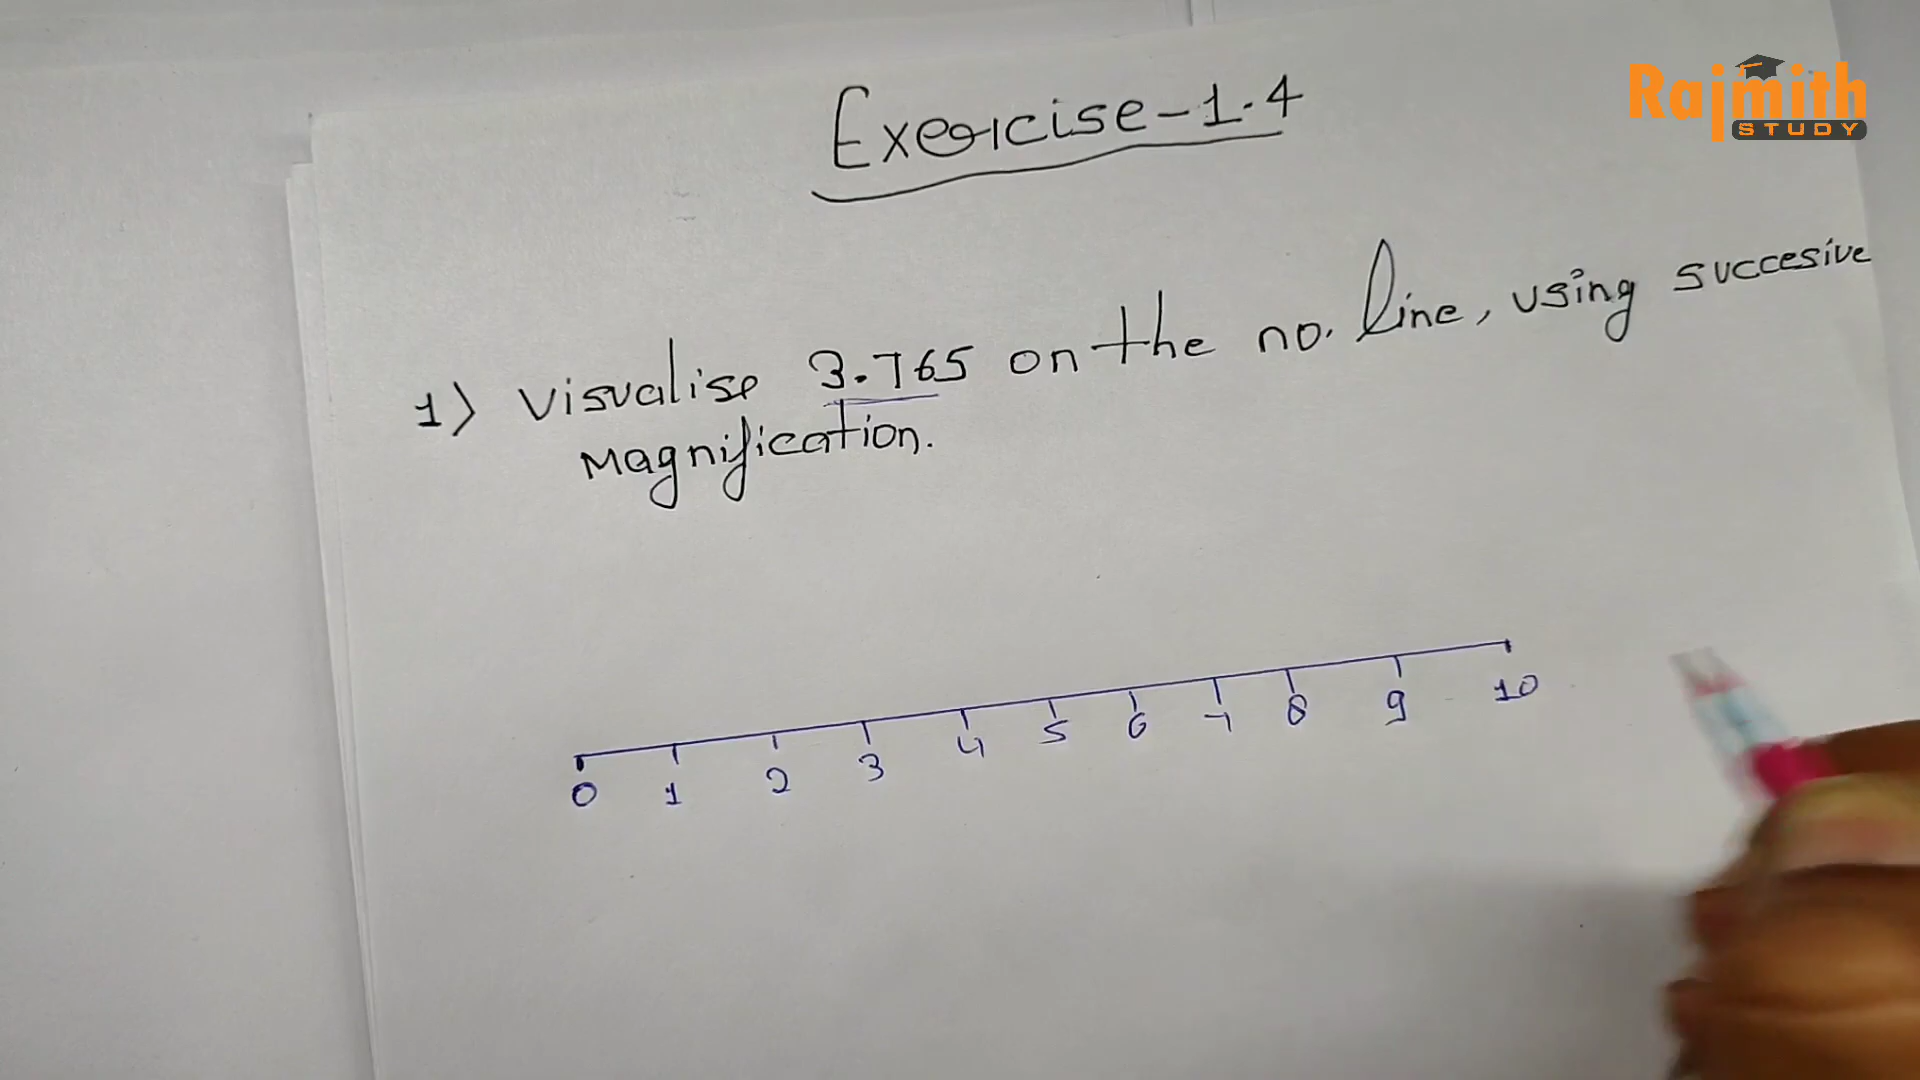 Rajmith
STUDY
Exercise-1.4
1) Visualise 3.765 on the no. line, using succesive
Magnification.
0 1 2 3 4 5 6 7 8 9 10